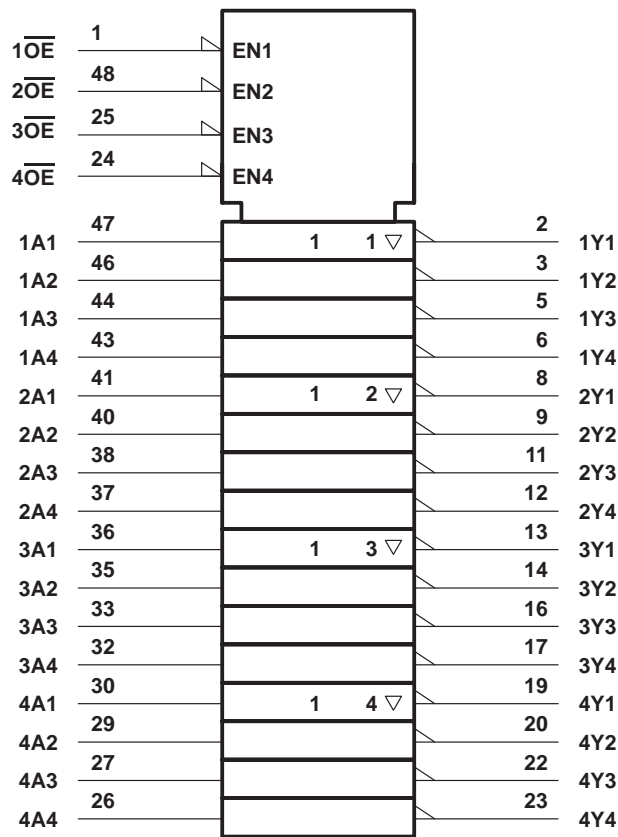 1O̅E̅ 1 EN1
2O̅E̅ 48 EN2
3O̅E̅ 25 EN3
4O̅E̅ 24 EN4
1A1 47 1 1 ▽ 2 1Y1
1A2 46 3 1Y2
1A3 44 5 1Y3
1A4 43 6 1Y4
2A1 41 1 2 ▽ 8 2Y1
2A2 40 9 2Y2
2A3 38 11 2Y3
2A4 37 12 2Y4
3A1 36 1 3 ▽ 13 3Y1
3A2 35 14 3Y2
3A3 33 16 3Y3
3A4 32 17 3Y4
4A1 30 1 4 ▽ 19 4Y1
4A2 29 20 4Y2
4A3 27 22 4Y3
4A4 26 23 4Y4